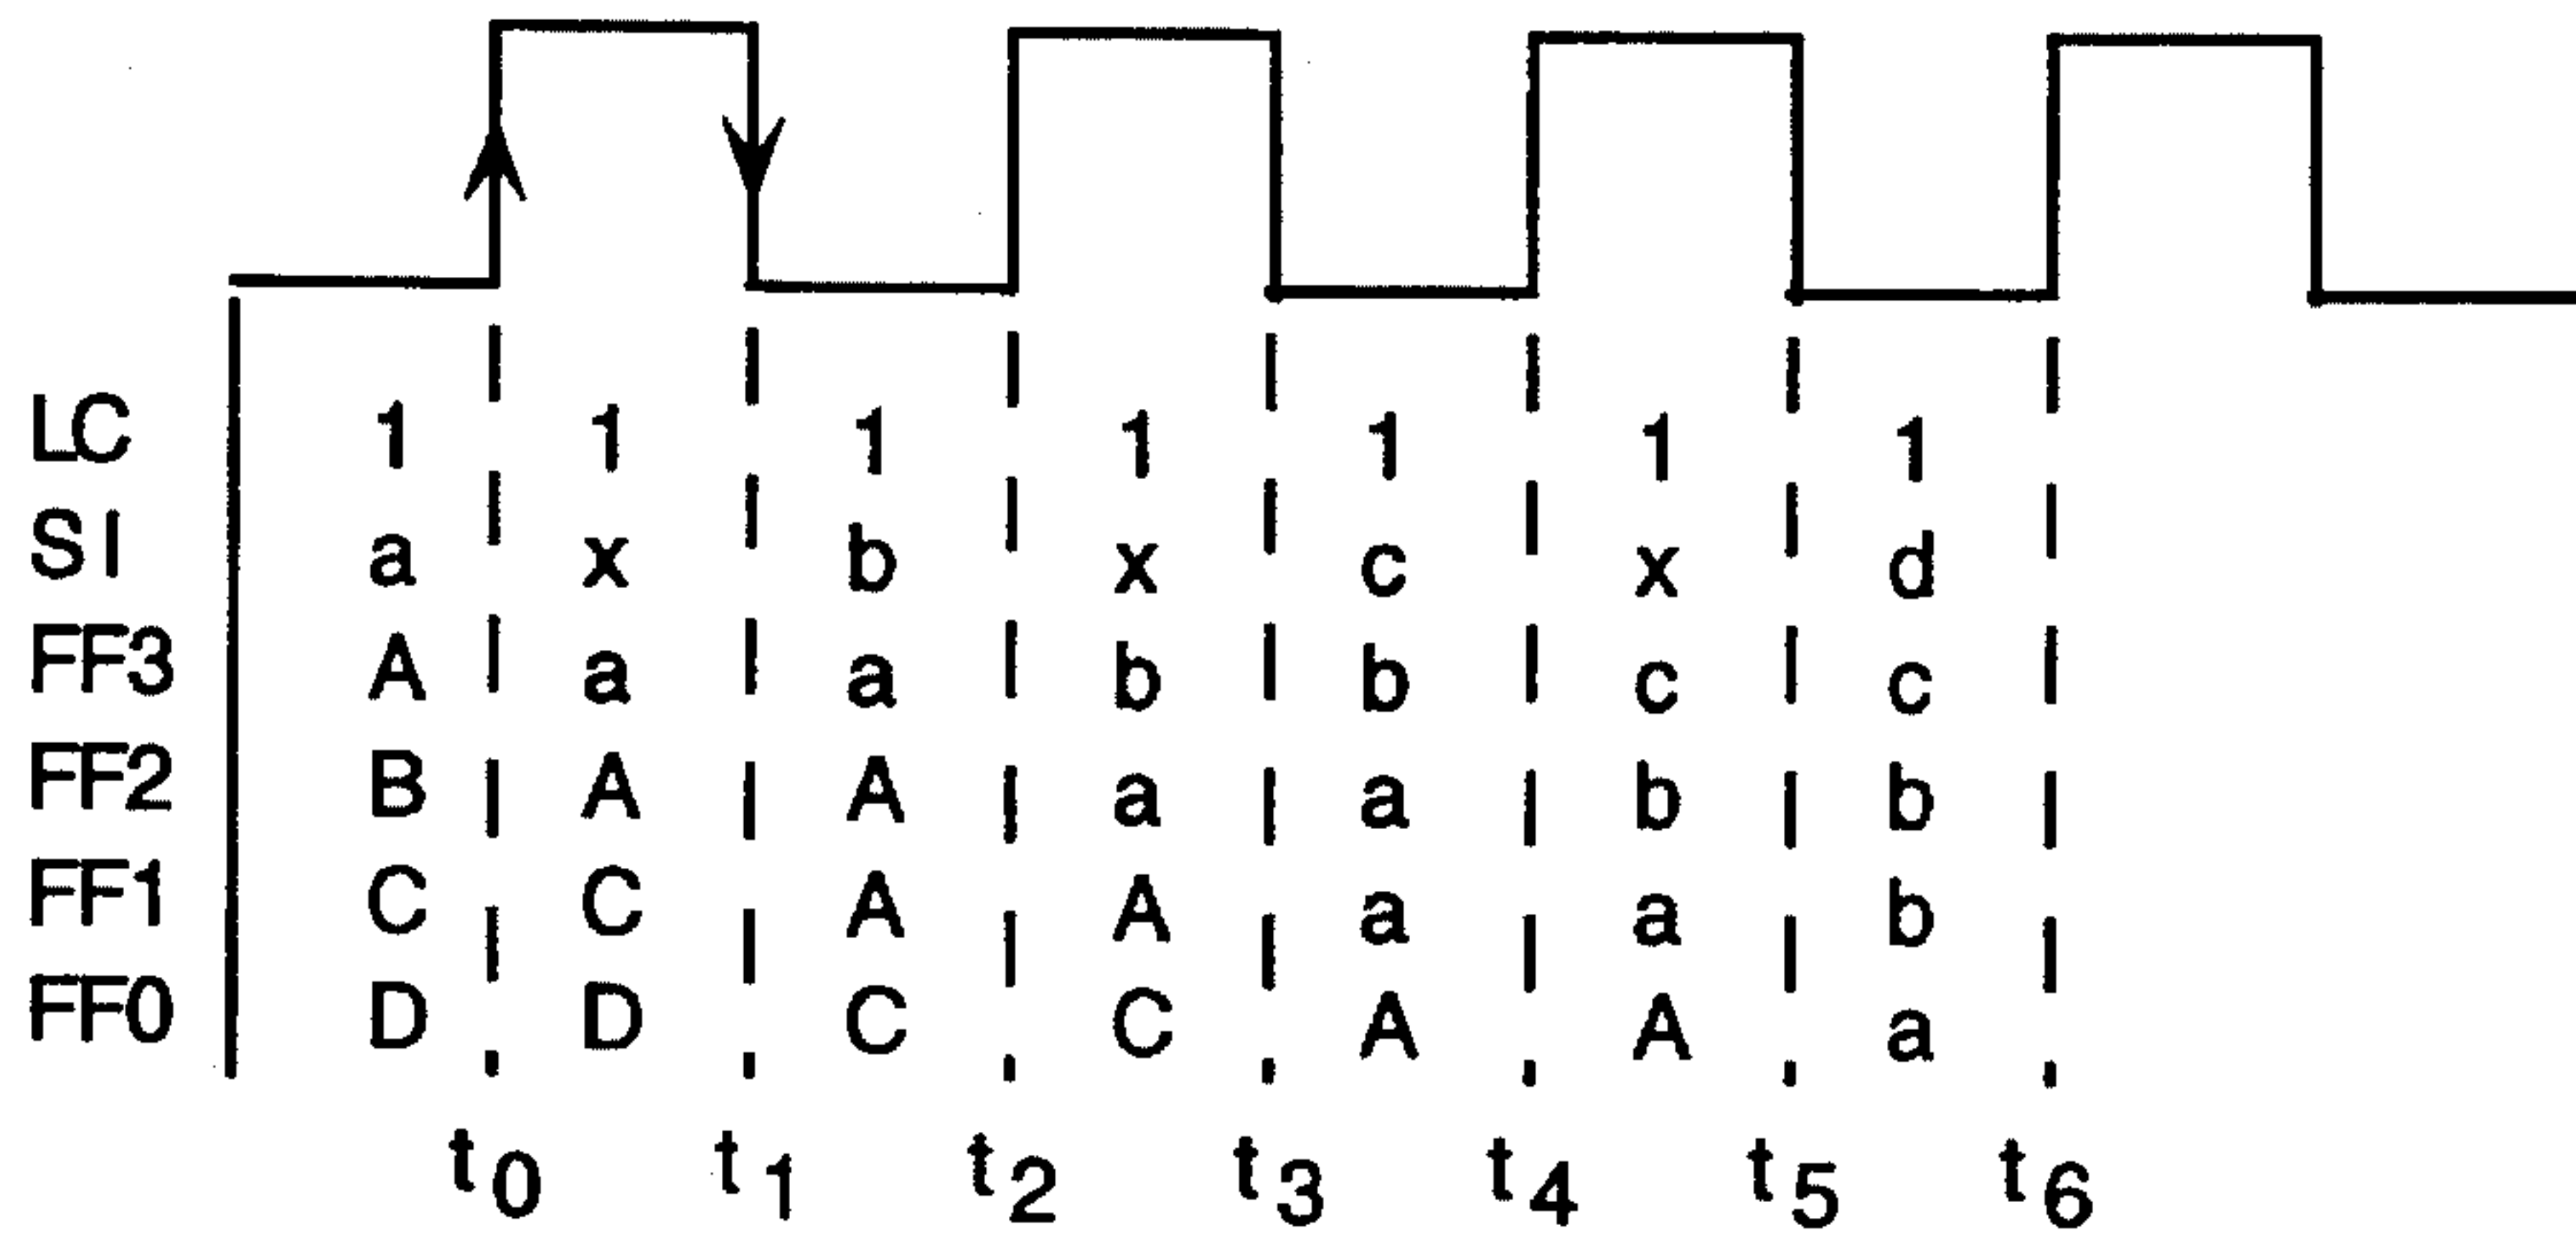 LC 1 1 1 1 1 1 1
SI a x b x c x d
FF3 A a a b b c c
FF2 B A A a a b b
FF1 C C A A a a b
FF0 D D C C A A a
t0 t1 t2 t3 t4 t5 t6